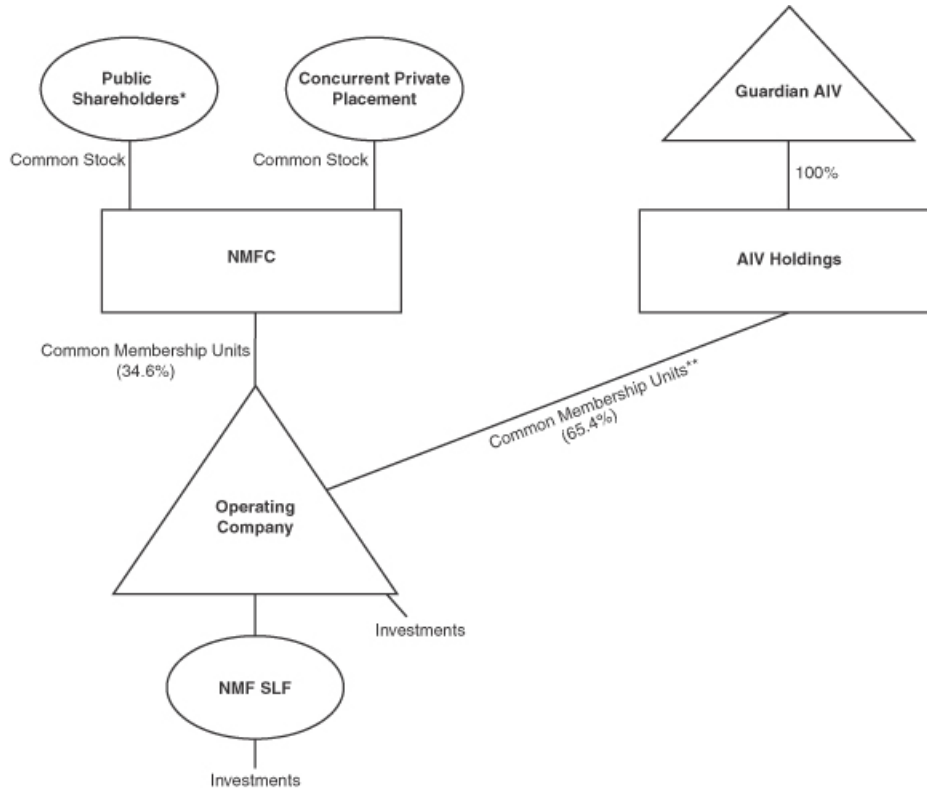 Public
Shareholders*
Concurrent Private
Placement
Guardian AIV
Common Stock
Common Stock
100%
NMFC
AIV Holdings
Common Membership Units
(34.6%)
Common Membership Units**
(65.4%)
Operating
Company
Investments
NMF SLF
Investments